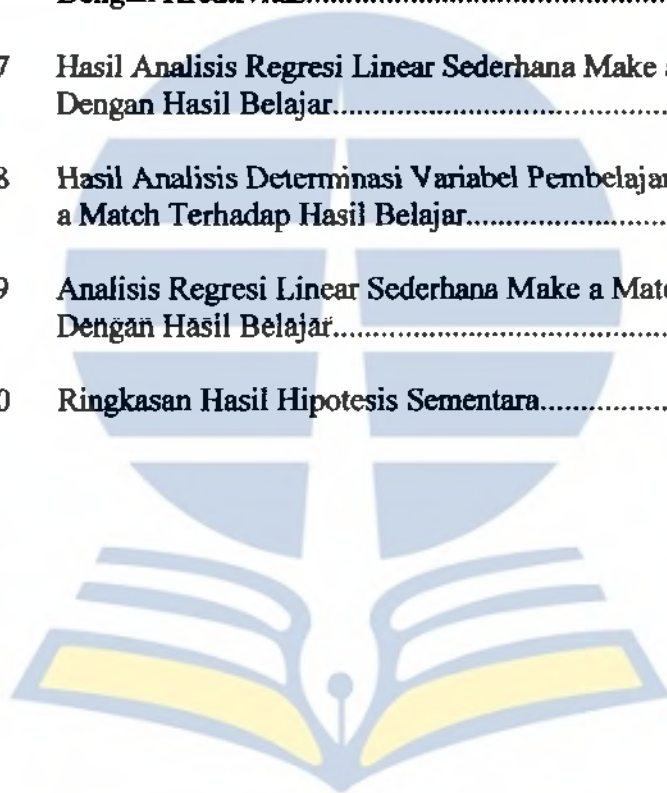 7 Hasil Analisis Regresi Linear Sederhana Make
Dengan Hasil Belajar
8 Hasil Analisis Determinasi Variabel Pembelajar
a Match Terhadap Hasil Belajar
9 Analisis Regresi Linear Sederhana Make a Mat
Dengan Hasil Belajar
0 Ringkasan Hasil Hipotesis Sementara